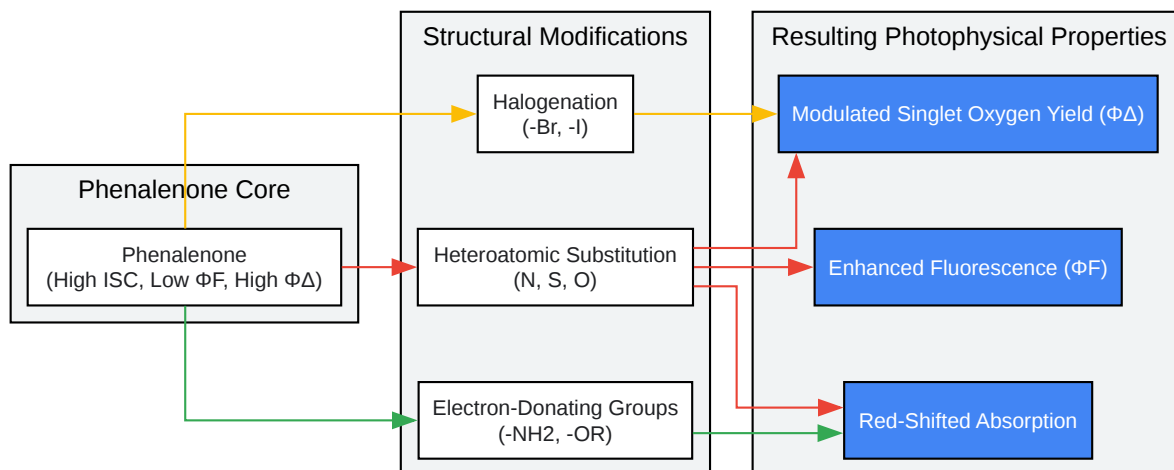 Structural Modifications
Resulting Photophysical Properties
Halogenation
(-Br, -I)
Modulated Singlet Oxygen Yield (ΦΔ)
Phenalenone Core
Phenalenone
(High ISC, Low ΦF, High ΦΔ)
Heteroatomic Substitution
(N, S, O)
Enhanced Fluorescence (ΦF)
Electron-Donating Groups
(-NH2, -OR)
Red-Shifted Absorption